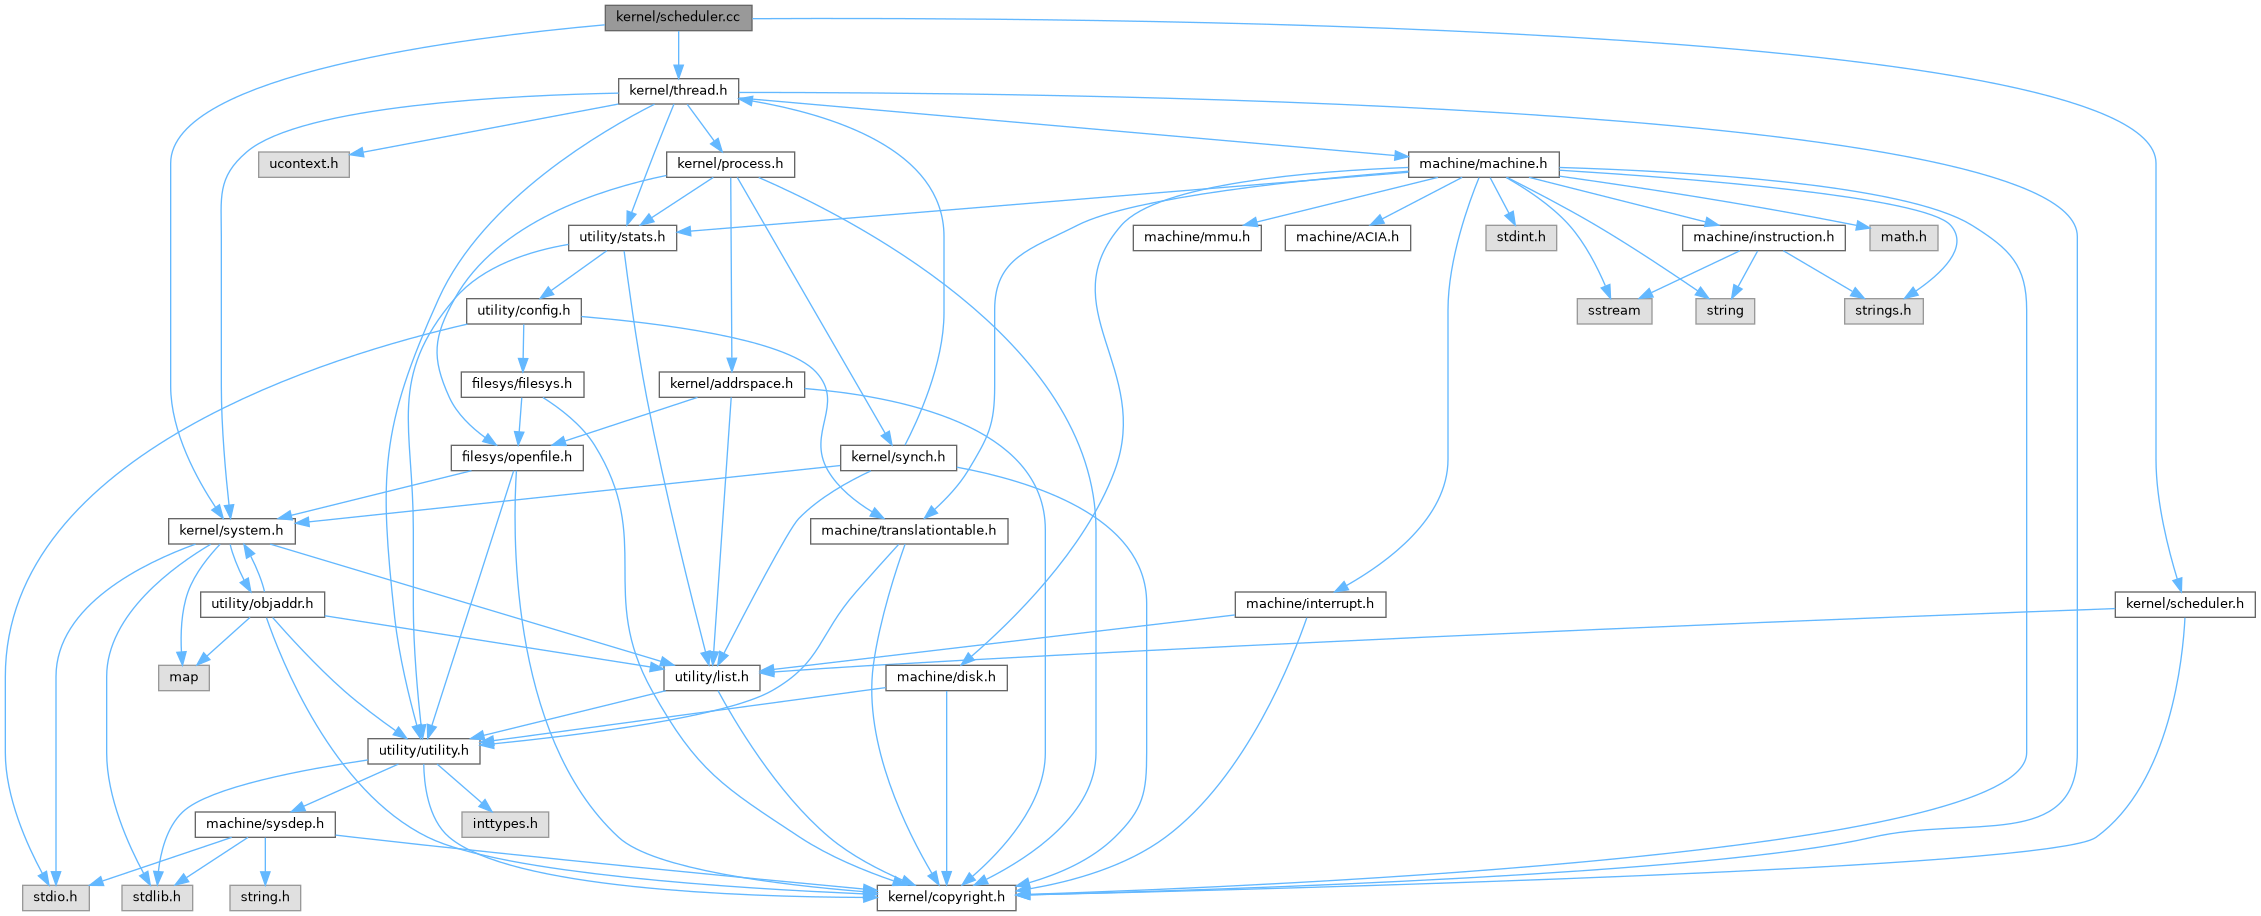 kernel/scheduler.cc
kernel/thread.h
ucontext.h
kernel/process.h
machine/machine.h
utility/stats.h
machine/mmu.h
machine/ACIA.h
stdint.h
machine/instruction.h
math.h
utility/config.h
sstream
string
strings.h
filesys/filesys.h
kernel/addrspace.h
filesys/openfile.h
kernel/synch.h
kernel/system.h
machine/translationtable.h
utility/objaddr.h
machine/interrupt.h
kernel/scheduler.h
map
utility/list.h
machine/disk.h
utility/utility.h
machine/sysdep.h
inttypes.h
stdio.h
stdlib.h
string.h
kernel/copyright.h